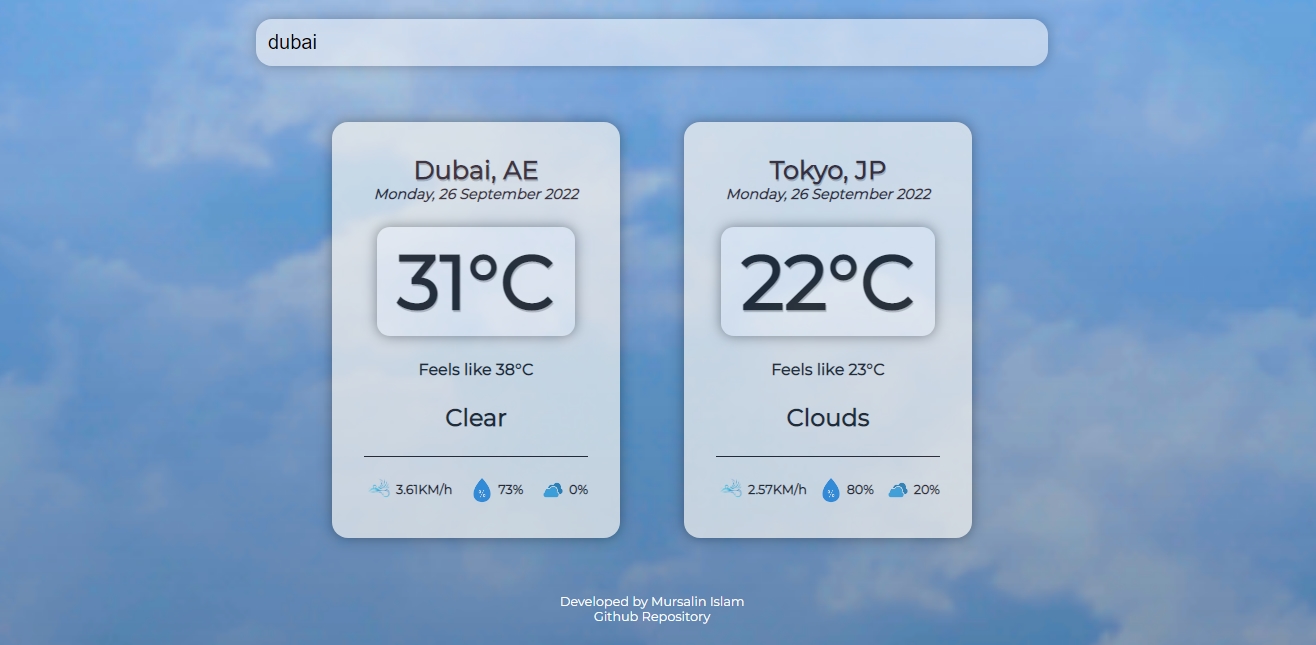 dubai
Dubai, AE
Monday, 26 September 2022
31°C
Feels like 38°C
Clear
3.61KM/h 73% 0%
Tokyo, JP
Monday, 26 September 2022
22°C
Feels like 23°C
Clouds
2.57KM/h 80% 20%
Developed by Mursalin Islam
Github Repository